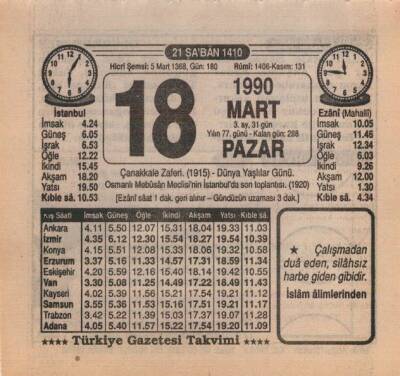 21 ŞA'BÂN 1410
Hicrî Şemsî: 5 Mart 1368, Gün: 180 Rûmî: 1406-Kasım: 131
İstanbul
İmsak 4.24
Güneş 6.05
İşrak 6.53
Öğle 12.22
İkindi 15.45
Akşam 18.20
Yatsı 19.50
Kıble sâ. 10.53
18
1990
MART
3. ay, 31 gün
Yılın 77. günü - Kalan gün: 288
PAZAR
Ezânî (Mahallî)
İmsak 10.05
Güneş 11.46
İşrak 12.34
Öğle 6.03
İkindi 9.26
Akşam 12.00
Yatsı 1.30
Kıble sâ. 4.34
Çanakkale Zaferi. (1915) - Dünya Yaşlılar Günü.
Osmanlı Mebûsân Meclisi'nin İstanbul'da son toplantısı. (1920)
[Ezânî sâat 1 dak. geri alınır – Gündüzün uzaması 3 dak.]
Kış Sâati İmsak Güneş Öğle İkindi Akşam Yatsı Kıble sâ.
Ankara 4.11 5.50 12.07 15.31 18.04 19.33 11.03
İzmir 4.35 6.12 12.30 15.54 18.27 19.54 10.39
Konya 4.15 5.51 12.08 15.33 18.06 19.32 10.58
Erzurum 3.37 5.16 11.33 14.57 17.31 18.59 11.36
Eskişehir 4.20 5.59 12.16 15.40 18.14 19.42 10.55
Van 3.30 5.08 11.25 14.49 17.22 18.49 11.43
Kayseri 4.02 5.39 11.56 15.21 17.54 19.21 11.12
Samsun 3.55 5.36 11.53 15.16 17.51 19.21 11.17
Trabzon 3.42 5.22 11.39 15.03 17.37 19.07 11.28
Adana 4.05 5.40 11.57 15.22 17.54 19.20 11.09
★ Çalışmadan
duâ eden, silâhsız
harbe giden gibidir.
İslâm âlimlerinden
★★★★ Türkiye Gazetesi Takvimi ★★★★